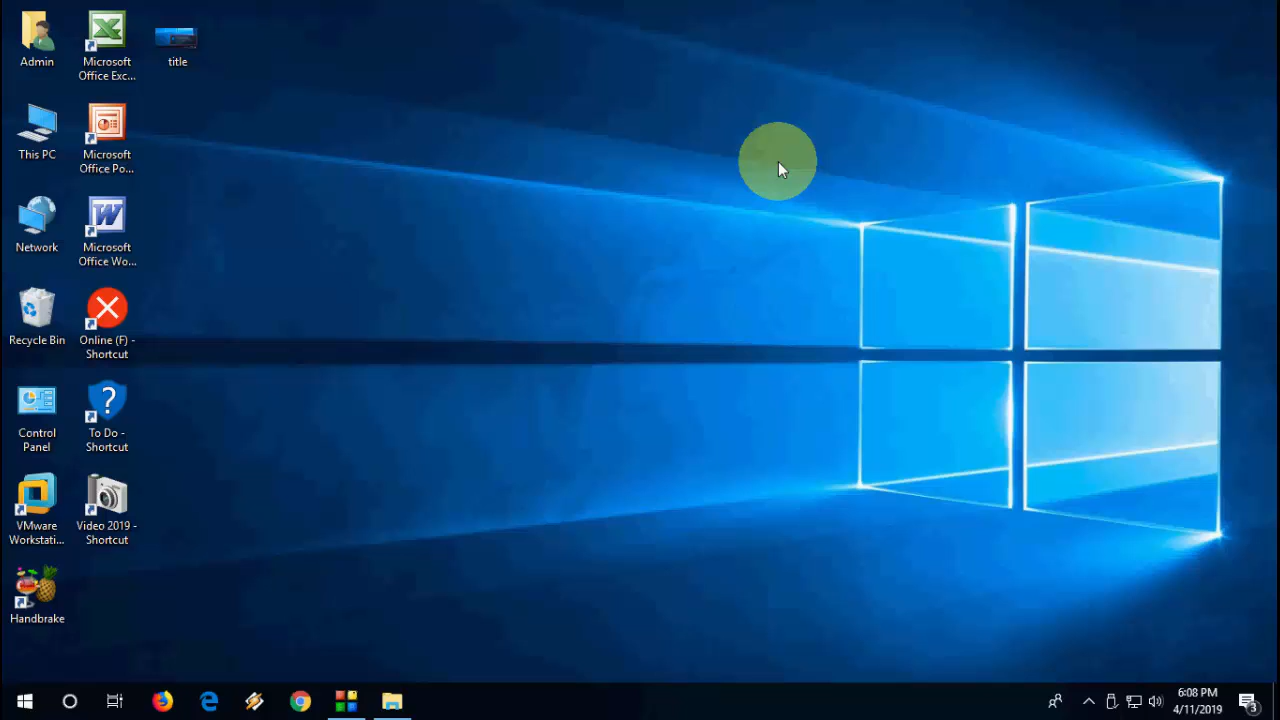 Admin
Microsoft
Office Exc...
title
This PC
Microsoft
Office Po...
Network
Microsoft
Office Wo...
Recycle Bin
Online (F) -
Shortcut
Control
Panel
To Do -
Shortcut
VMware
Workstati...
Video 2019 -
Shortcut
Handbrake
6:08 PM
4/11/2019
3